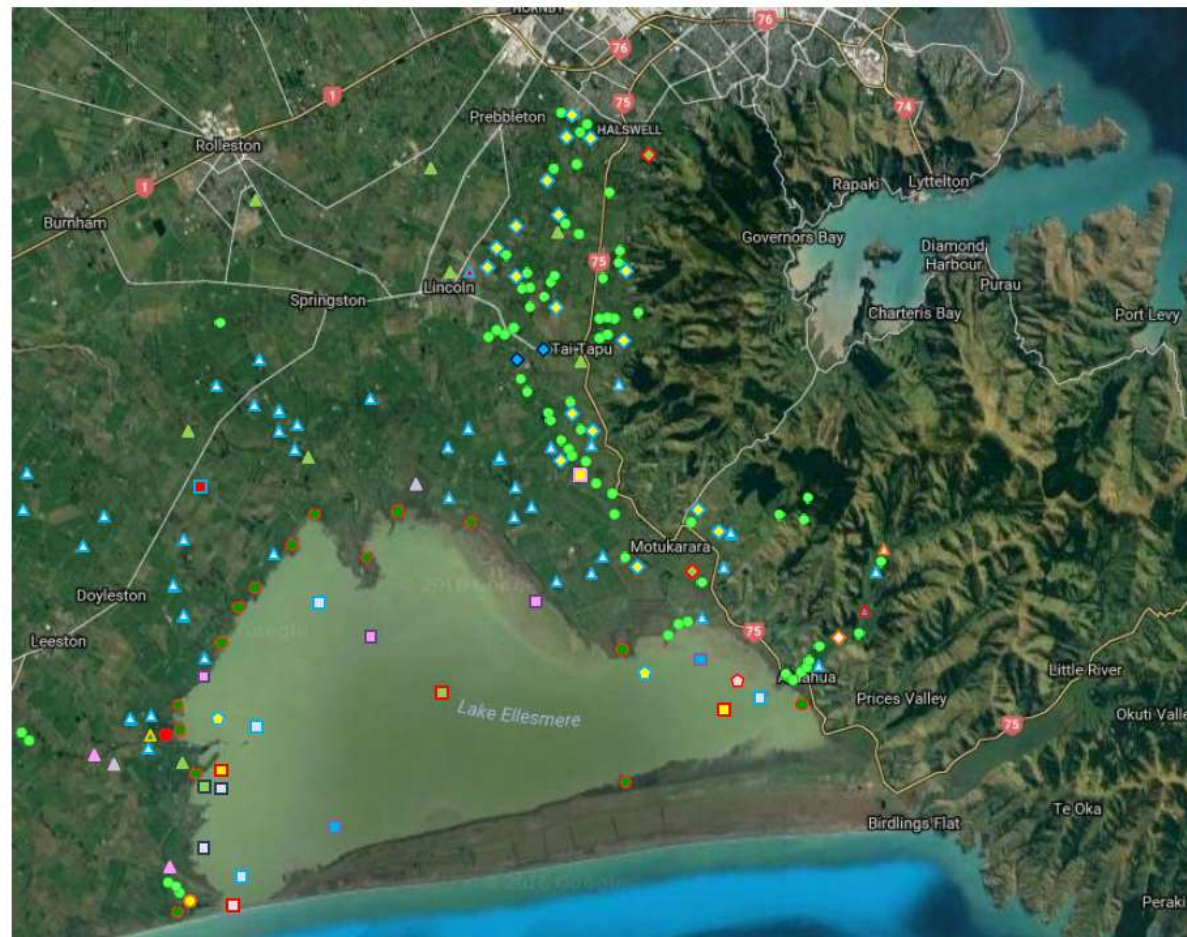 HORNBY
76
76
1
75
74
Prebbleton
HALSWELL
Rolleston
Rapaki
Lyttelton
1
Burnham
Governors Bay
Diamond
Harbour
75
Lincoln
Purau
Springston
Charteris Bay
Port Levy
Tai Tapu
Motukarara
Doyleston
Leeston
75
Little River
Prices Valley
Lake Ellesmere
Okuti Valle
75
Te Oka
Birdlings Flat
Peraki